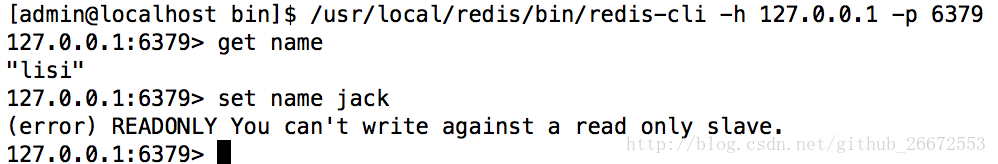 [admin@localhost bin]$ /usr/local/redis/bin/redis-cli -h 127.0.0.1 -p 6379
127.0.0.1:6379> get name
"lisi"
127.0.0.1:6379> set name jack
(error) READONLY You can't write against a read only slave.
127.0.0.1:6379>
http://blog.csdn.net/github_26672553